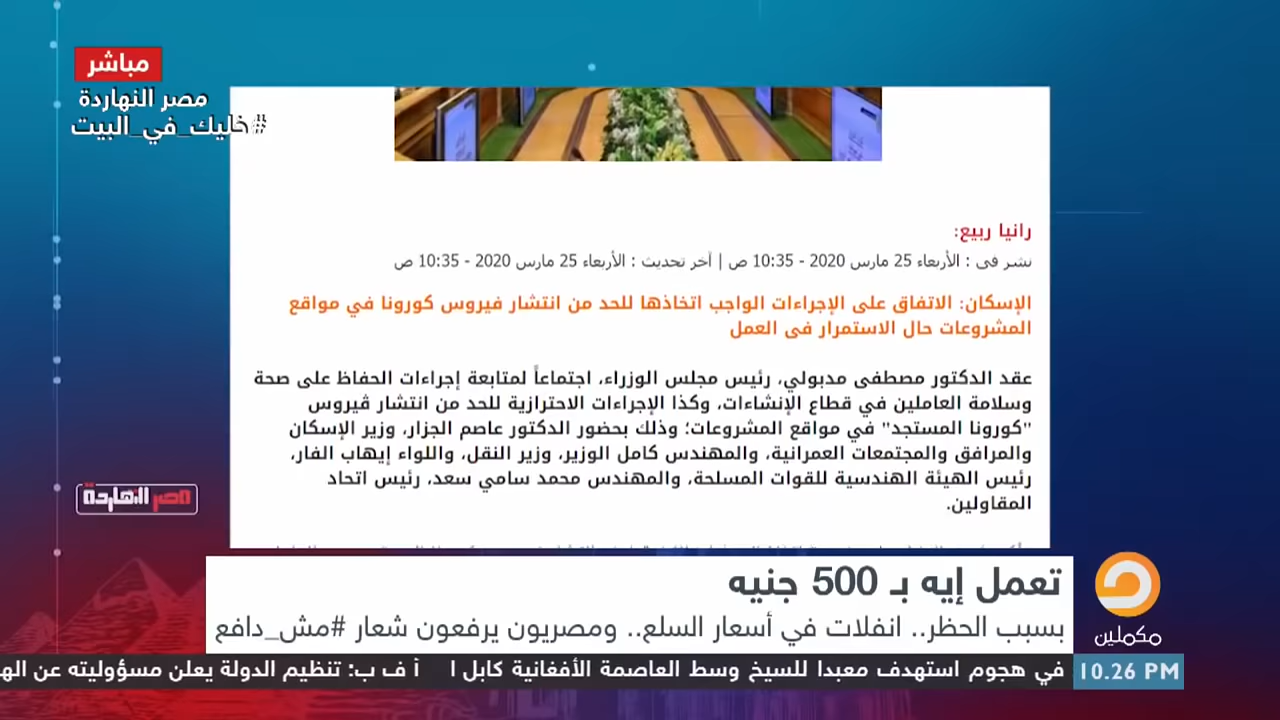 مباشر
مصر النهاردة
#خليك_في_البيت
رانيا ربيع:
نشر فى : الأربعاء 25 مارس 2020 - 10:35 ص | آخر تحديث : الأربعاء 25 مارس 2020 - 10:35 ص
الإسكان: الاتفاق على الإجراءات الواجب اتخاذها للحد من انتشار فيروس كورونا في مواقع
المشروعات حال الاستمرار فى العمل
عقد الدكتور مصطفى مدبولي، رئيس مجلس الوزراء، اجتماعاً لمتابعة إجراءات الحفاظ على صحة
وسلامة العاملين في قطاع الإنشاءات، وكذا الإجراءات الاحترازية للحد من انتشار ڤيروس
"كورونا المستجد" في مواقع المشروعات؛ وذلك بحضور الدكتور عاصم الجزار، وزير الإسكان
والمرافق والمجتمعات العمرانية، والمهندس كامل الوزير، وزير النقل، واللواء إيهاب الفار،
رئيس الهيئة الهندسية للقوات المسلحة، والمهندس محمد سامي سعد، رئيس اتحاد
المقاولين.
مصر النهاردة
تعمل إيه بـ 500 جنيه
بسبب الحظر.. انفلات في أسعار السلع.. ومصريون يرفعون شعار #مش_دافع
مكملين
10.26 PM
في هجوم استهدف معبدا للسيخ وسط العاصمة الأفغانية كابل ا أ ف ب: تنظيم الدولة يعلن مسؤوليته عن اله